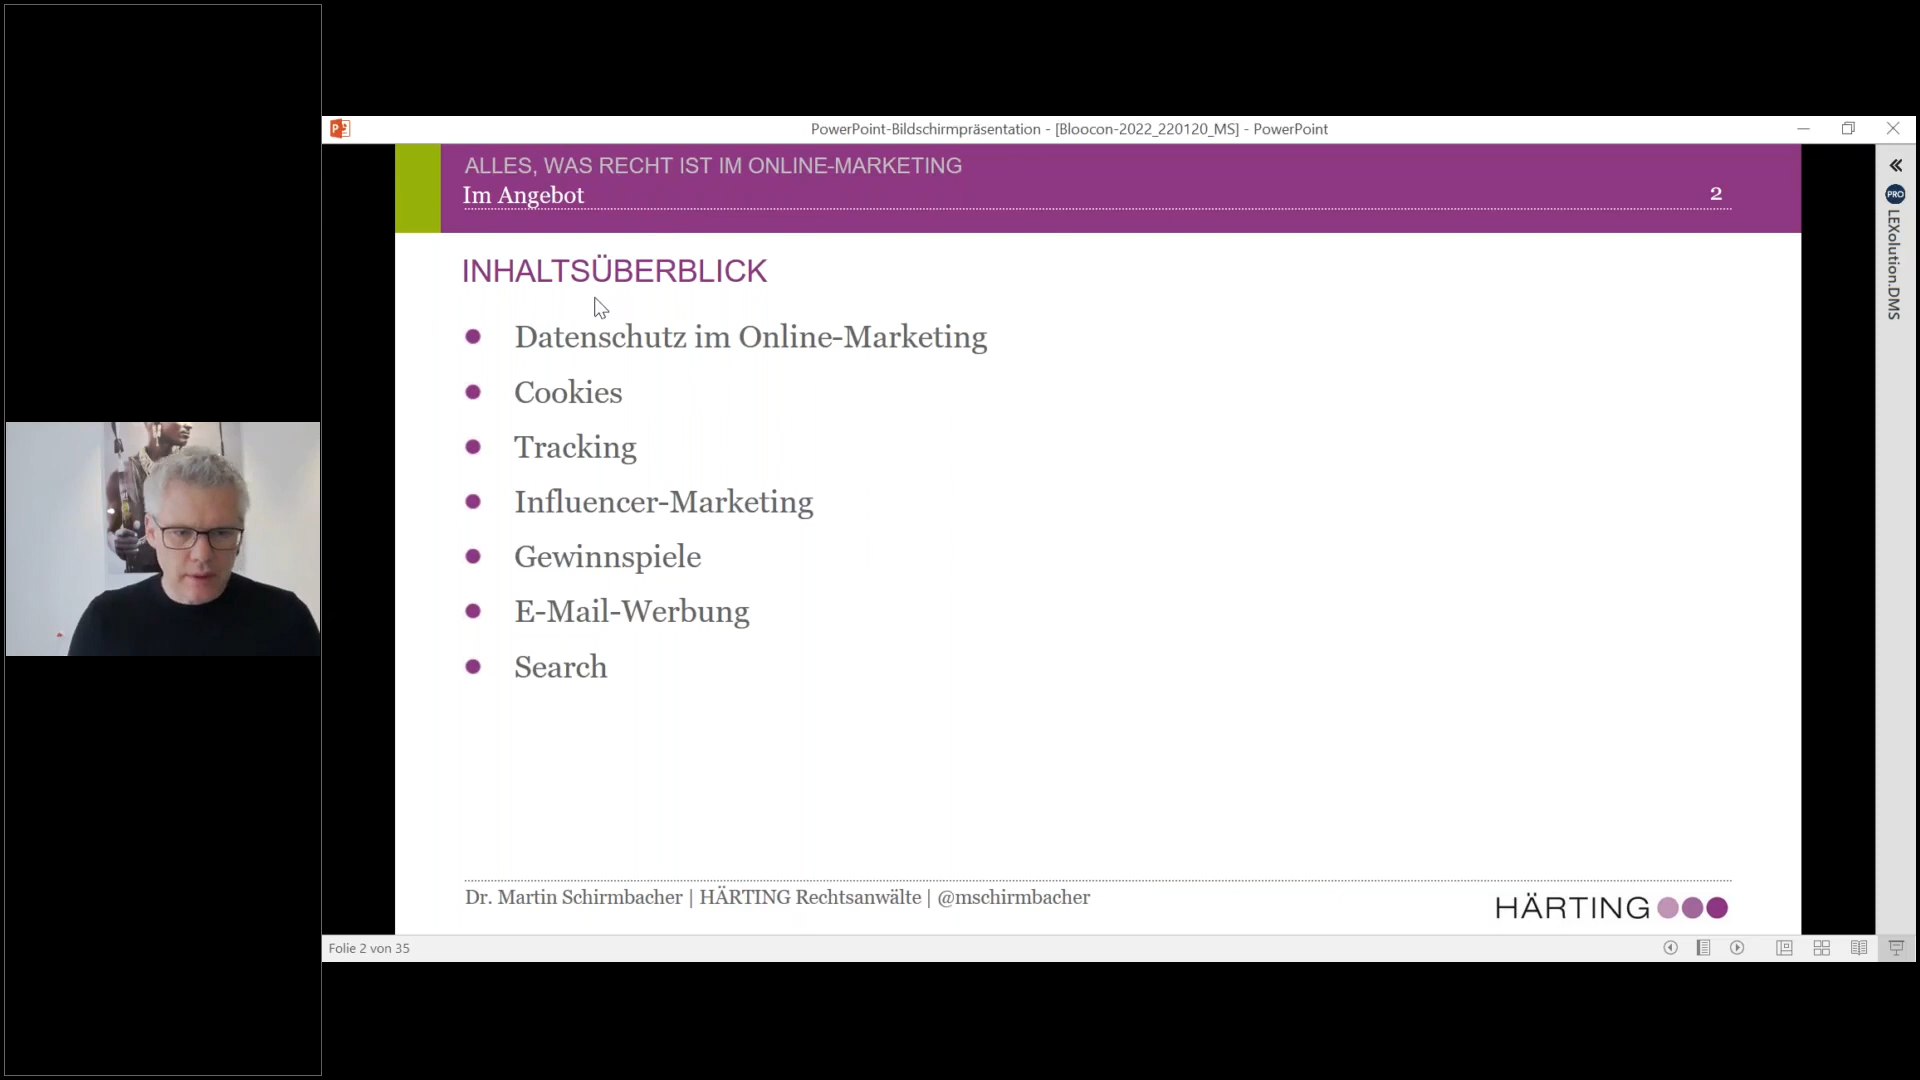 PowerPoint-Bildschirmpräsentation - [Bloocon-2022_220120_MS] - PowerPoint
ALLES, WAS RECHT IST IM ONLINE-MARKETING
Im Angebot
2
INHALTSÜBERBLICK
Datenschutz im Online-Marketing
Cookies
Tracking
Influencer-Marketing
Gewinnspiele
E-Mail-Werbung
Search
Dr. Martin Schirmbacher | HÄRTING Rechtsanwälte | @mschirmbacher
HÄRTING
Folie 2 von 35
PRO
LEXolution.DMS